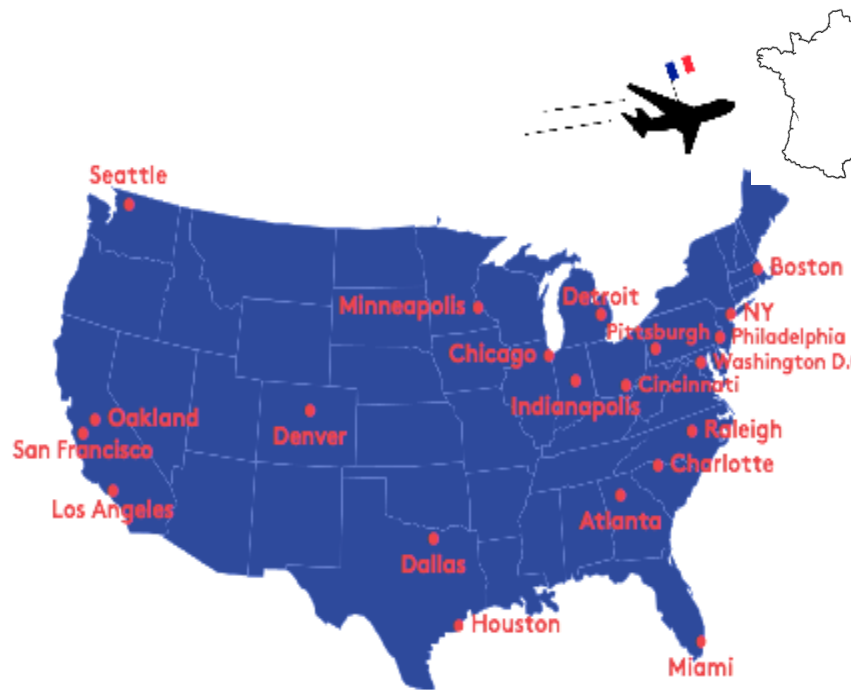 Seattle
Boston
Detroit
Minneapolis
NY
Pittsburgh
Philadelphia
Chicago
Washington D.
Cincinnati
Indianapolis
Oakland
Denver
Raleigh
San Francisco
Charlotte
Los Angeles
Atlanta
Dallas
Houston
Miami